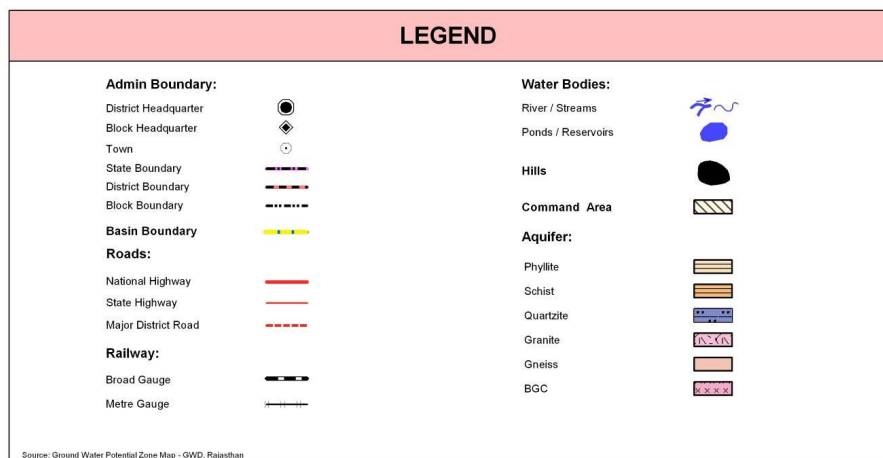 LEGEND
Admin Boundary:
District Headquarter
Block Headquarter
Town
State Boundary
District Boundary
Block Boundary
Basin Boundary
Roads:
National Highway
State Highway
Major District Road
Railway:
Broad Gauge
Metre Gauge
Water Bodies:
River / Streams
Ponds / Reservoirs
Hills
Command Area
Aquifer:
Phyllite
Schist
Quartzite
Granite
Gneiss
BGC
Source: Ground Water Potential Zone Map - GWD, Rajasthan